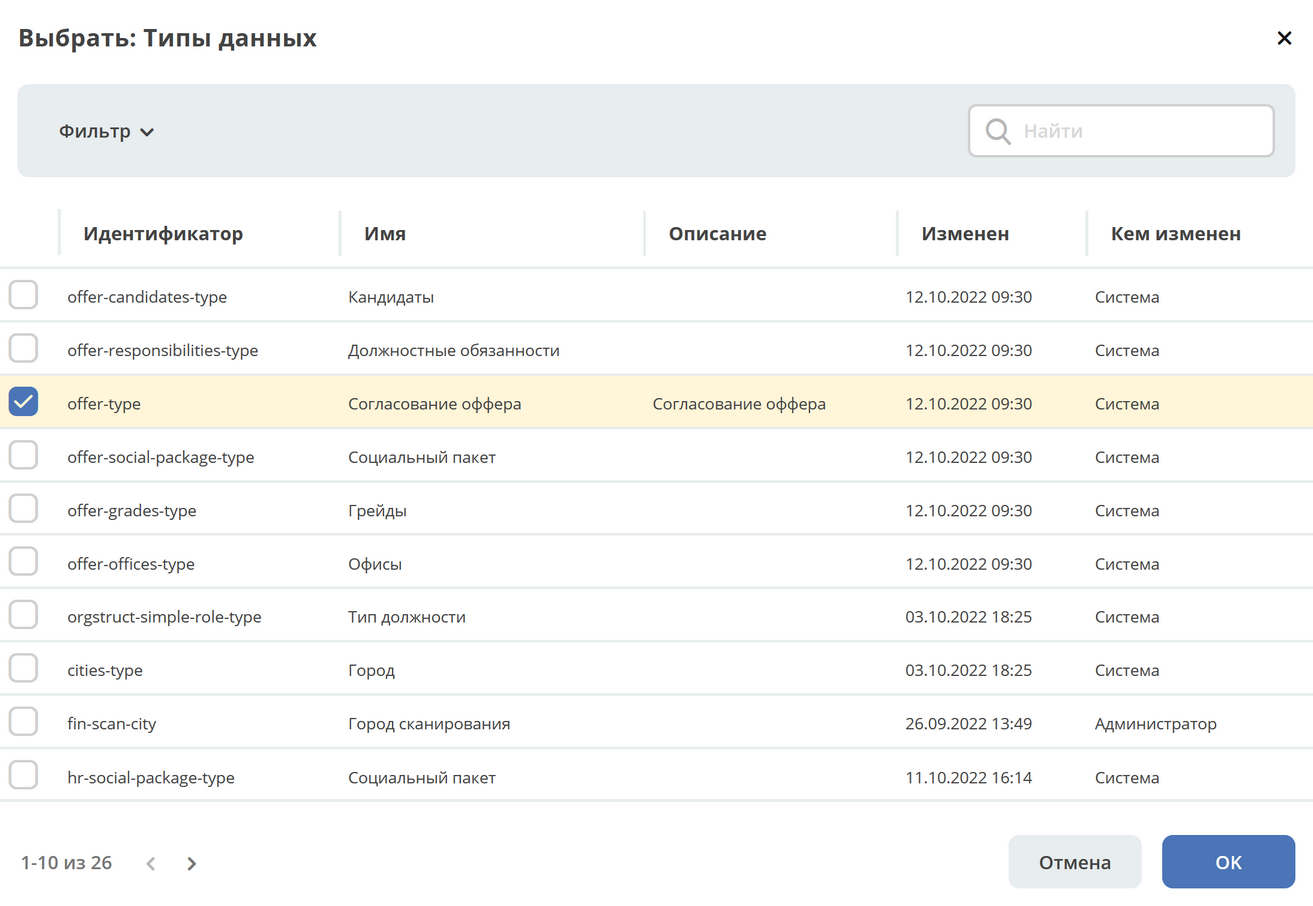 Выбрать: Типы данных
Фильтр
Найти
Идентификатор Имя Описание Изменен Кем изменен
offer-candidates-type Кандидаты 12.10.2022 09:30 Система
offer-responsibilities-type Должностные обязанности 12.10.2022 09:30 Система
offer-type Согласование оффера Согласование оффера 12.10.2022 09:30 Система
offer-social-package-type Социальный пакет 12.10.2022 09:30 Система
offer-grades-type Грейды 12.10.2022 09:30 Система
offer-offices-type Офисы 12.10.2022 09:30 Система
orgstruct-simple-role-type Тип должности 03.10.2022 18:25 Система
cities-type Город 03.10.2022 18:25 Система
fin-scan-city Город сканирования 26.09.2022 13:49 Администратор
hr-social-package-type Социальный пакет 11.10.2022 16:14 Система
1-10 из 26
Отмена
OK